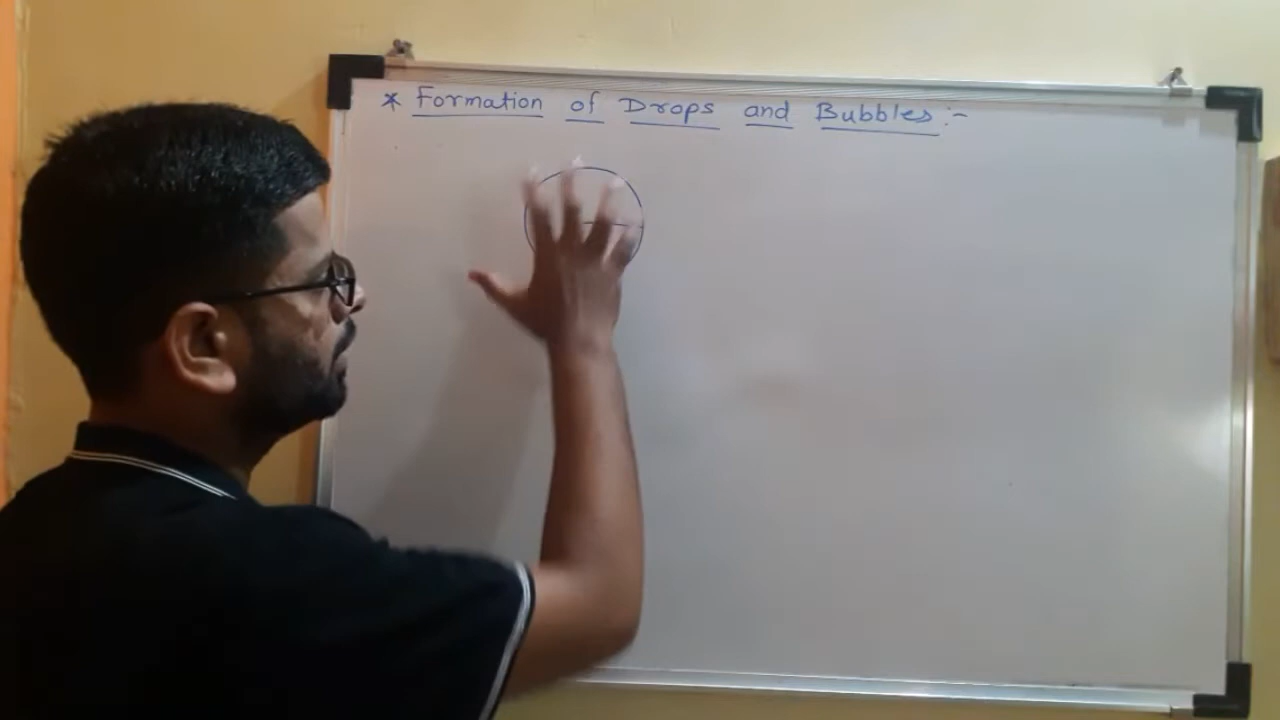 * Formation of Drops and Bubbles :-